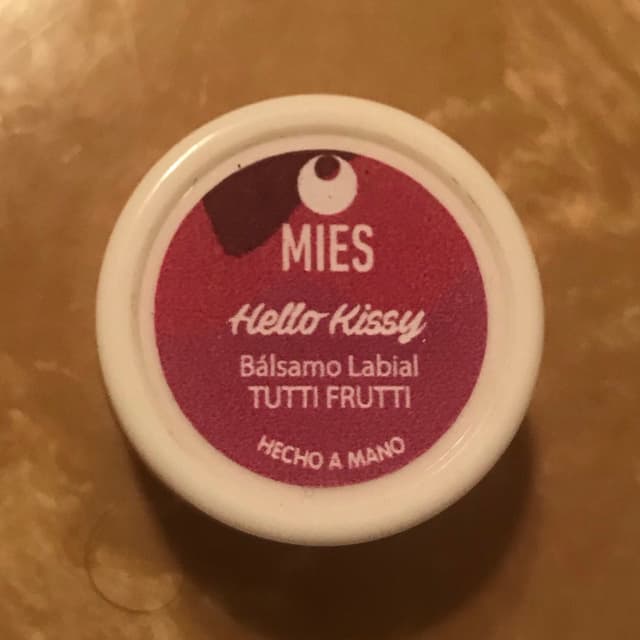 MIES
Hello Kissy
Bálsamo Labial
TUTTI FRUTTI
HECHO A MANO